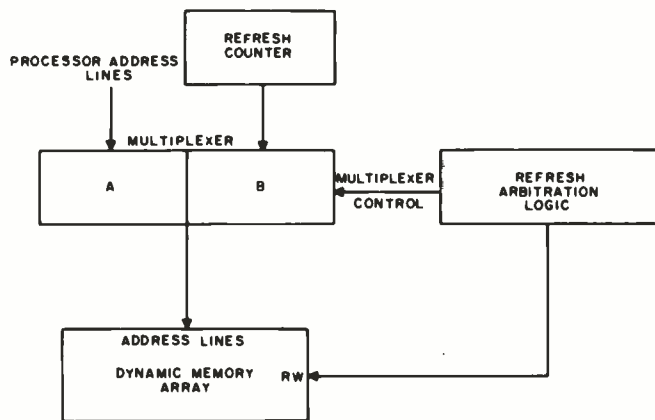 REFRESH
COUNTER
PROCESSOR ADDRESS
LINES
MULTIPLEXER
A
B
MULTIPLEXER
CONTROL
REFRESH
ARBITRATION
LOGIC
ADDRESS LINES
DYNAMIC MEMORY
ARRAY
RW